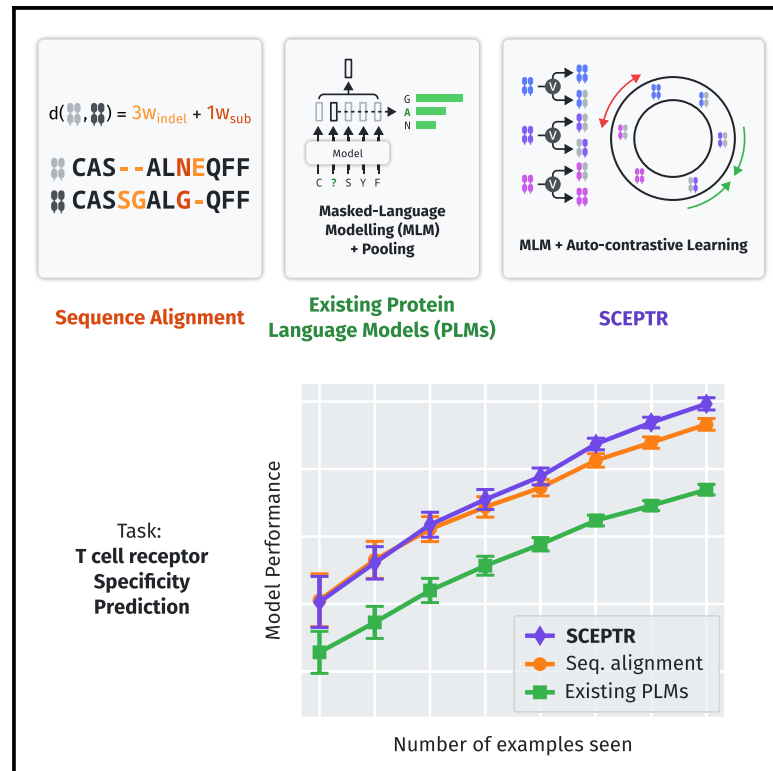 d( , ) = 3w_indel + 1w_sub
CAS--ALNEQFF
CASSGALG-QFF
Sequence Alignment
G
A
N
Model
C ? S Y F
Masked-Language
Modelling (MLM)
+ Pooling
Existing Protein
Language Models (PLMs)
V
V
V
MLM + Auto-contrastive Learning
SCEPTR
Task:
T cell receptor
Specificity
Prediction
Model Performance
SCEPTR
Seq. alignment
Existing PLMs
Number of examples seen